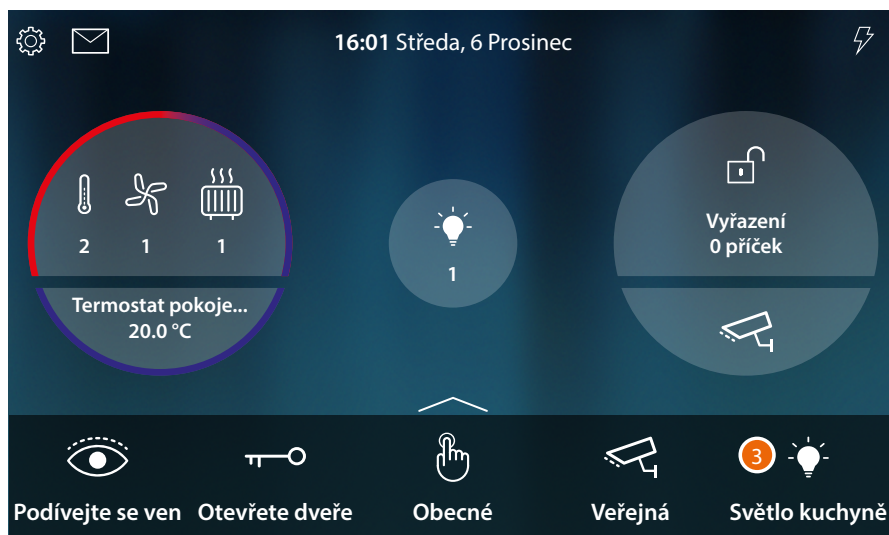 16:01 Středa, 6 Prosinec
2 1 1
Termostat pokoje...
20.0 °C
1
Vyřazení
0 příček
3
Podívejte se ven Otevřete dveře Obecné Veřejná Světlo kuchyně